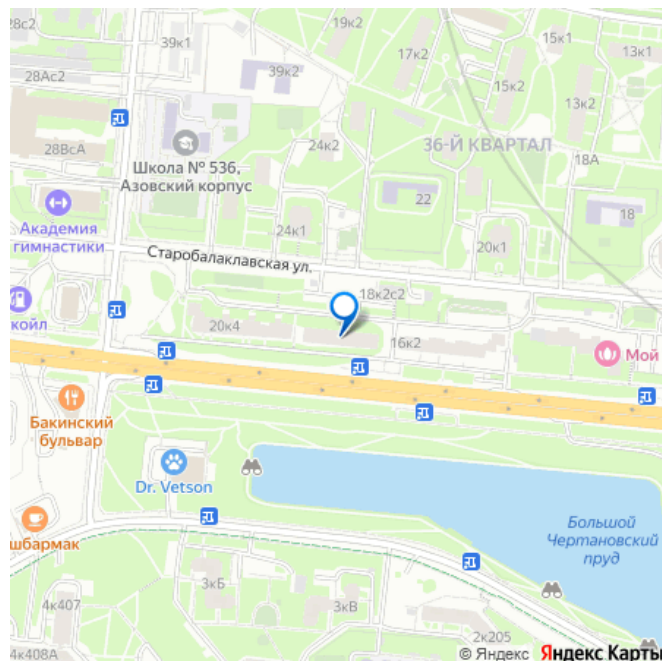 28с2
39к1
19к2
15к1
13к1
17к2
28Ас2
39к2
15к2
13к2
24к2
36-Й КВАРТАЛ
28ВсА
18А
Школа № 536,
Азовский корпус
22
18
Академия
гимнастики
24к1
20к1
Старобалаклавская ул.
18к2с2
койл
20к4
16к2
Мой
Бакинский
бульвар
Dr. Vetson
Большой
Чертановский
пруд
шбармак
3кБ
4к407
3кВ
2к205
4к408А
© Яндекс Яндекс Карты